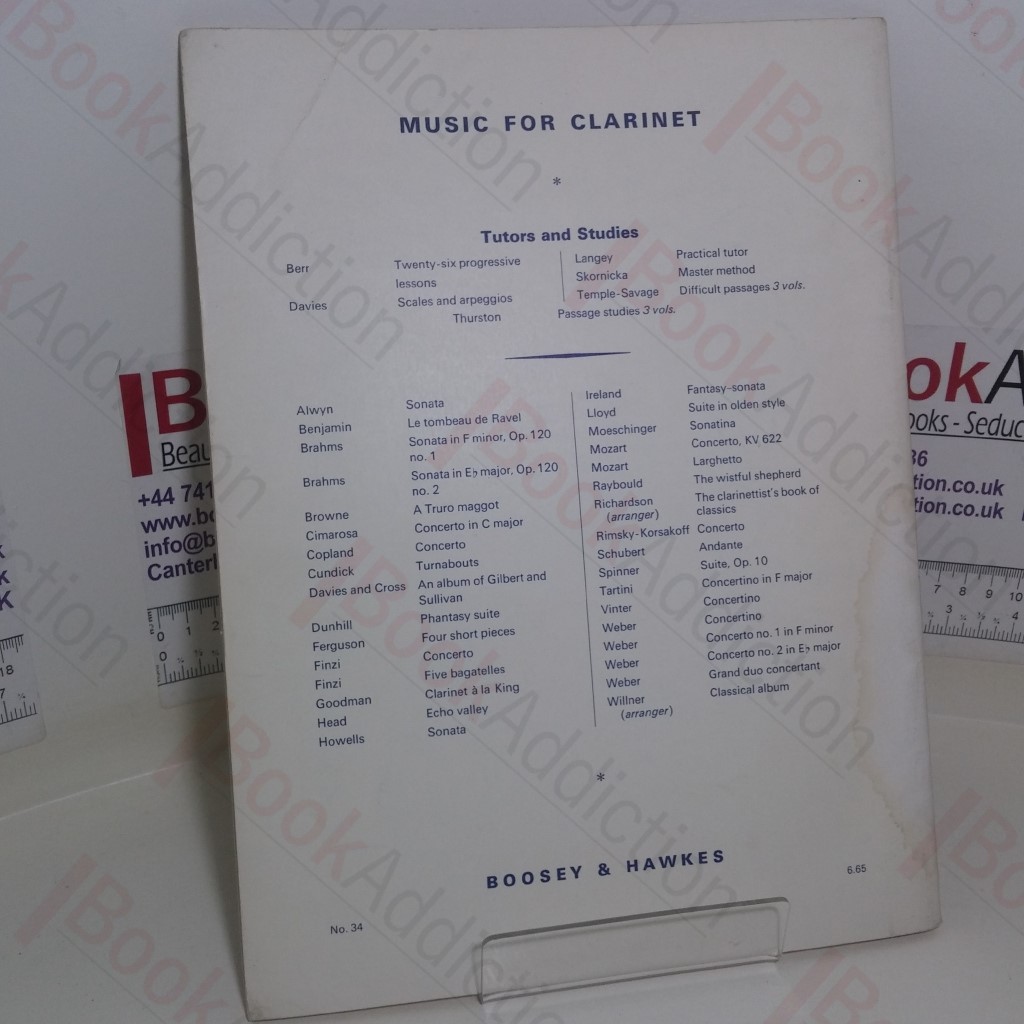 MUSIC FOR CLARINET
*
Tutors and Studies
Berr Twenty-six progressive lessons
Davies Scales and arpeggios
Langey Practical tutor
Skornicka Master method
Temple-Savage Difficult passages 3 vols.
Thurston Passage studies 3 vols.
Alwyn Sonata
Benjamin Le tombeau de Ravel
Brahms Sonata in F minor, Op. 120
no. 1
Brahms Sonata in E♭ major, Op. 120
no. 2
Browne A Truro maggot
Cimarosa Concerto in C major
Copland Concerto
Cundick Turnabouts
Davies and Cross An album of Gilbert and
Sullivan
Dunhill Phantasy suite
Ferguson Four short pieces
Finzi Concerto
Finzi Five bagatelles
Goodman Clarinet à la King
Head Echo valley
Howells Sonata
Ireland Fantasy-sonata
Lloyd Suite in olden style
Moeschinger Sonatina
Mozart Concerto, KV 622
Mozart Larghetto
Raybould The wistful shepherd
Richardson The clarinettist's book of
(arranger) classics
Rimsky-Korsakoff Concerto
Schubert Andante
Spinner Suite, Op. 10
Tartini Concertino in F major
Vinter Concertino
Weber Concertino
Weber Concerto no. 1 in F minor
Weber Concerto no. 2 in E♭ major
Weber Grand duo concertant
Willner Classical album
(arranger)
*
BOOSEY & HAWKES
6.65
No. 34
BookAddiction
+44 741
Canter